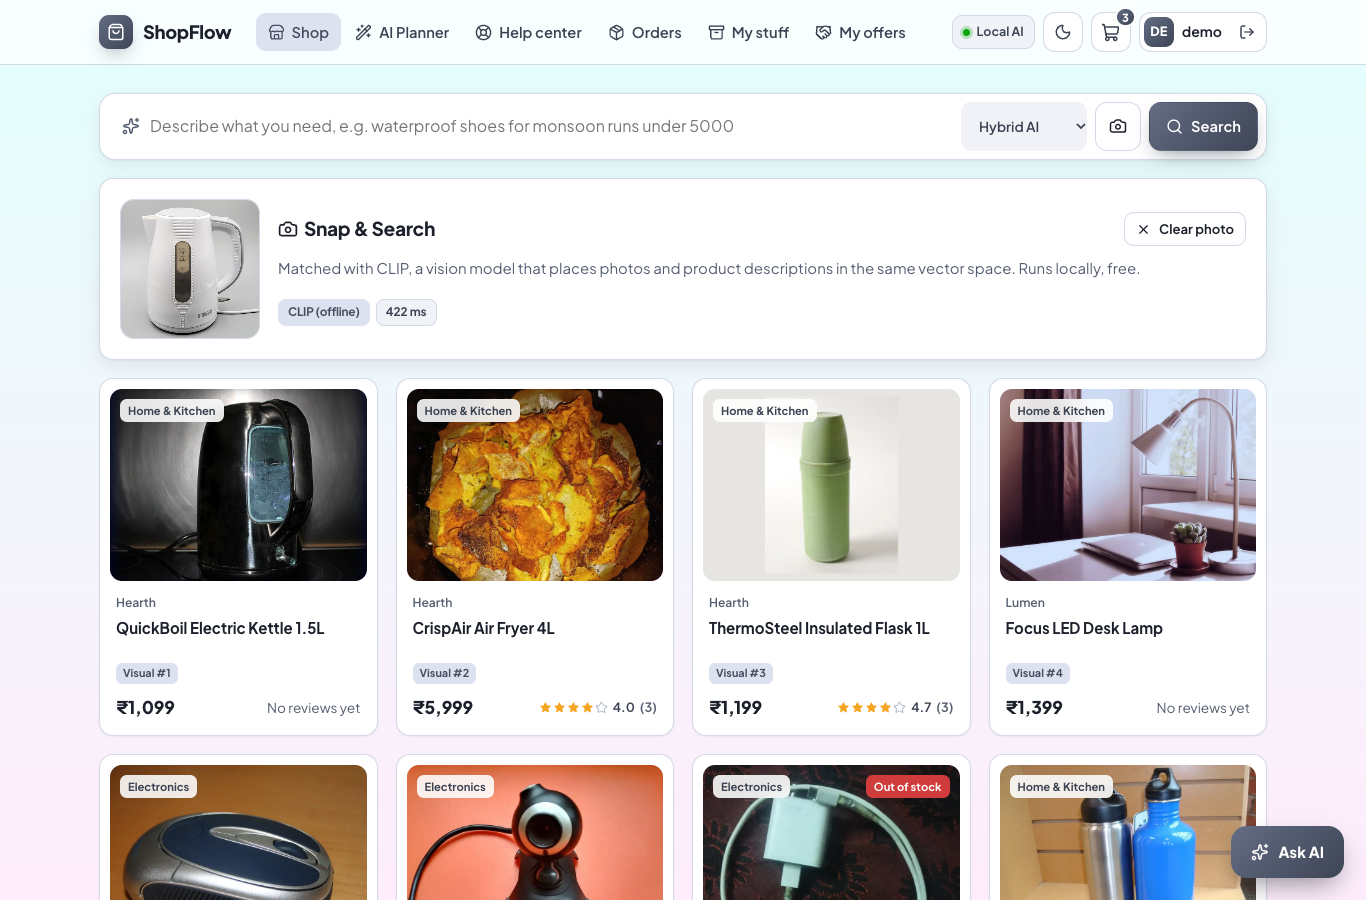 ShopFlow
Shop
AI Planner
Help center
Orders
My stuff
My offers
Local AI
3
DE
demo
Describe what you need, e.g. waterproof shoes for monsoon runs under 5000
Hybrid AI
Search
Snap & Search
Clear photo
Matched with CLIP, a vision model that places photos and product descriptions in the same vector space. Runs locally, free.
CLIP (offline)
422 ms
Home & Kitchen
Hearth
QuickBoil Electric Kettle 1.5L
Visual #1
₹1,099
No reviews yet
Home & Kitchen
Hearth
CrispAir Air Fryer 4L
Visual #2
₹5,999
4.0 (3)
Home & Kitchen
Hearth
ThermoSteel Insulated Flask 1L
Visual #3
₹1,199
4.7 (3)
Home & Kitchen
Lumen
Focus LED Desk Lamp
Visual #4
₹1,399
No reviews yet
Electronics
Electronics
Electronics
Out of stock
Home & Kitchen
Ask AI